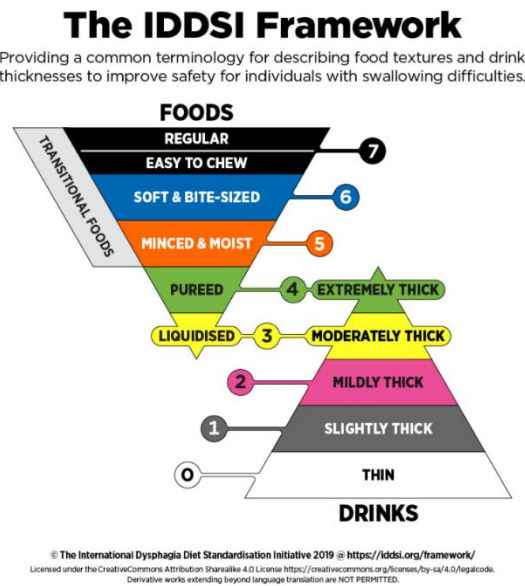 The IDDSI Framework
Providing a common terminology for describing food textures and drink
thicknesses to improve safety for individuals with swallowing difficulties.
FOODS
TRANSITIONAL FOODS
REGULAR
EASY TO CHEW
7
SOFT & BITE-SIZED
6
MINCED & MOIST
5
PUREED
4
EXTREMELY THICK
LIQUIDISED
3
MODERATELY THICK
2
MILDLY THICK
1
SLIGHTLY THICK
0
THIN
DRINKS
© The International Dysphagia Diet Standardisation Initiative 2019 @ https://iddsi.org/framework/
Licensed under the CreativeCommons Attribution Sharealike 4.0 License https://creativecommons.org/licenses/by-sa/4.0/legalcode.
Derivative works extending beyond language translation are NOT PERMITTED.